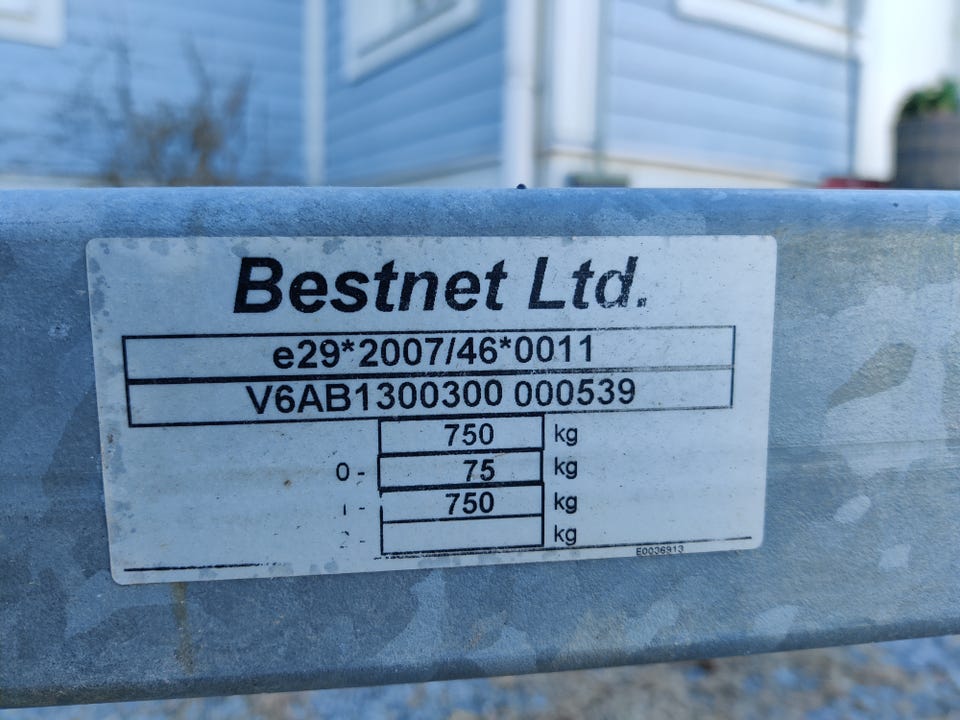 Bestnet Ltd.
e29*2007/46*0011
V6AB1300300 000539
750 kg
0 - 75 kg
1 - 750 kg
- kg
E0036913